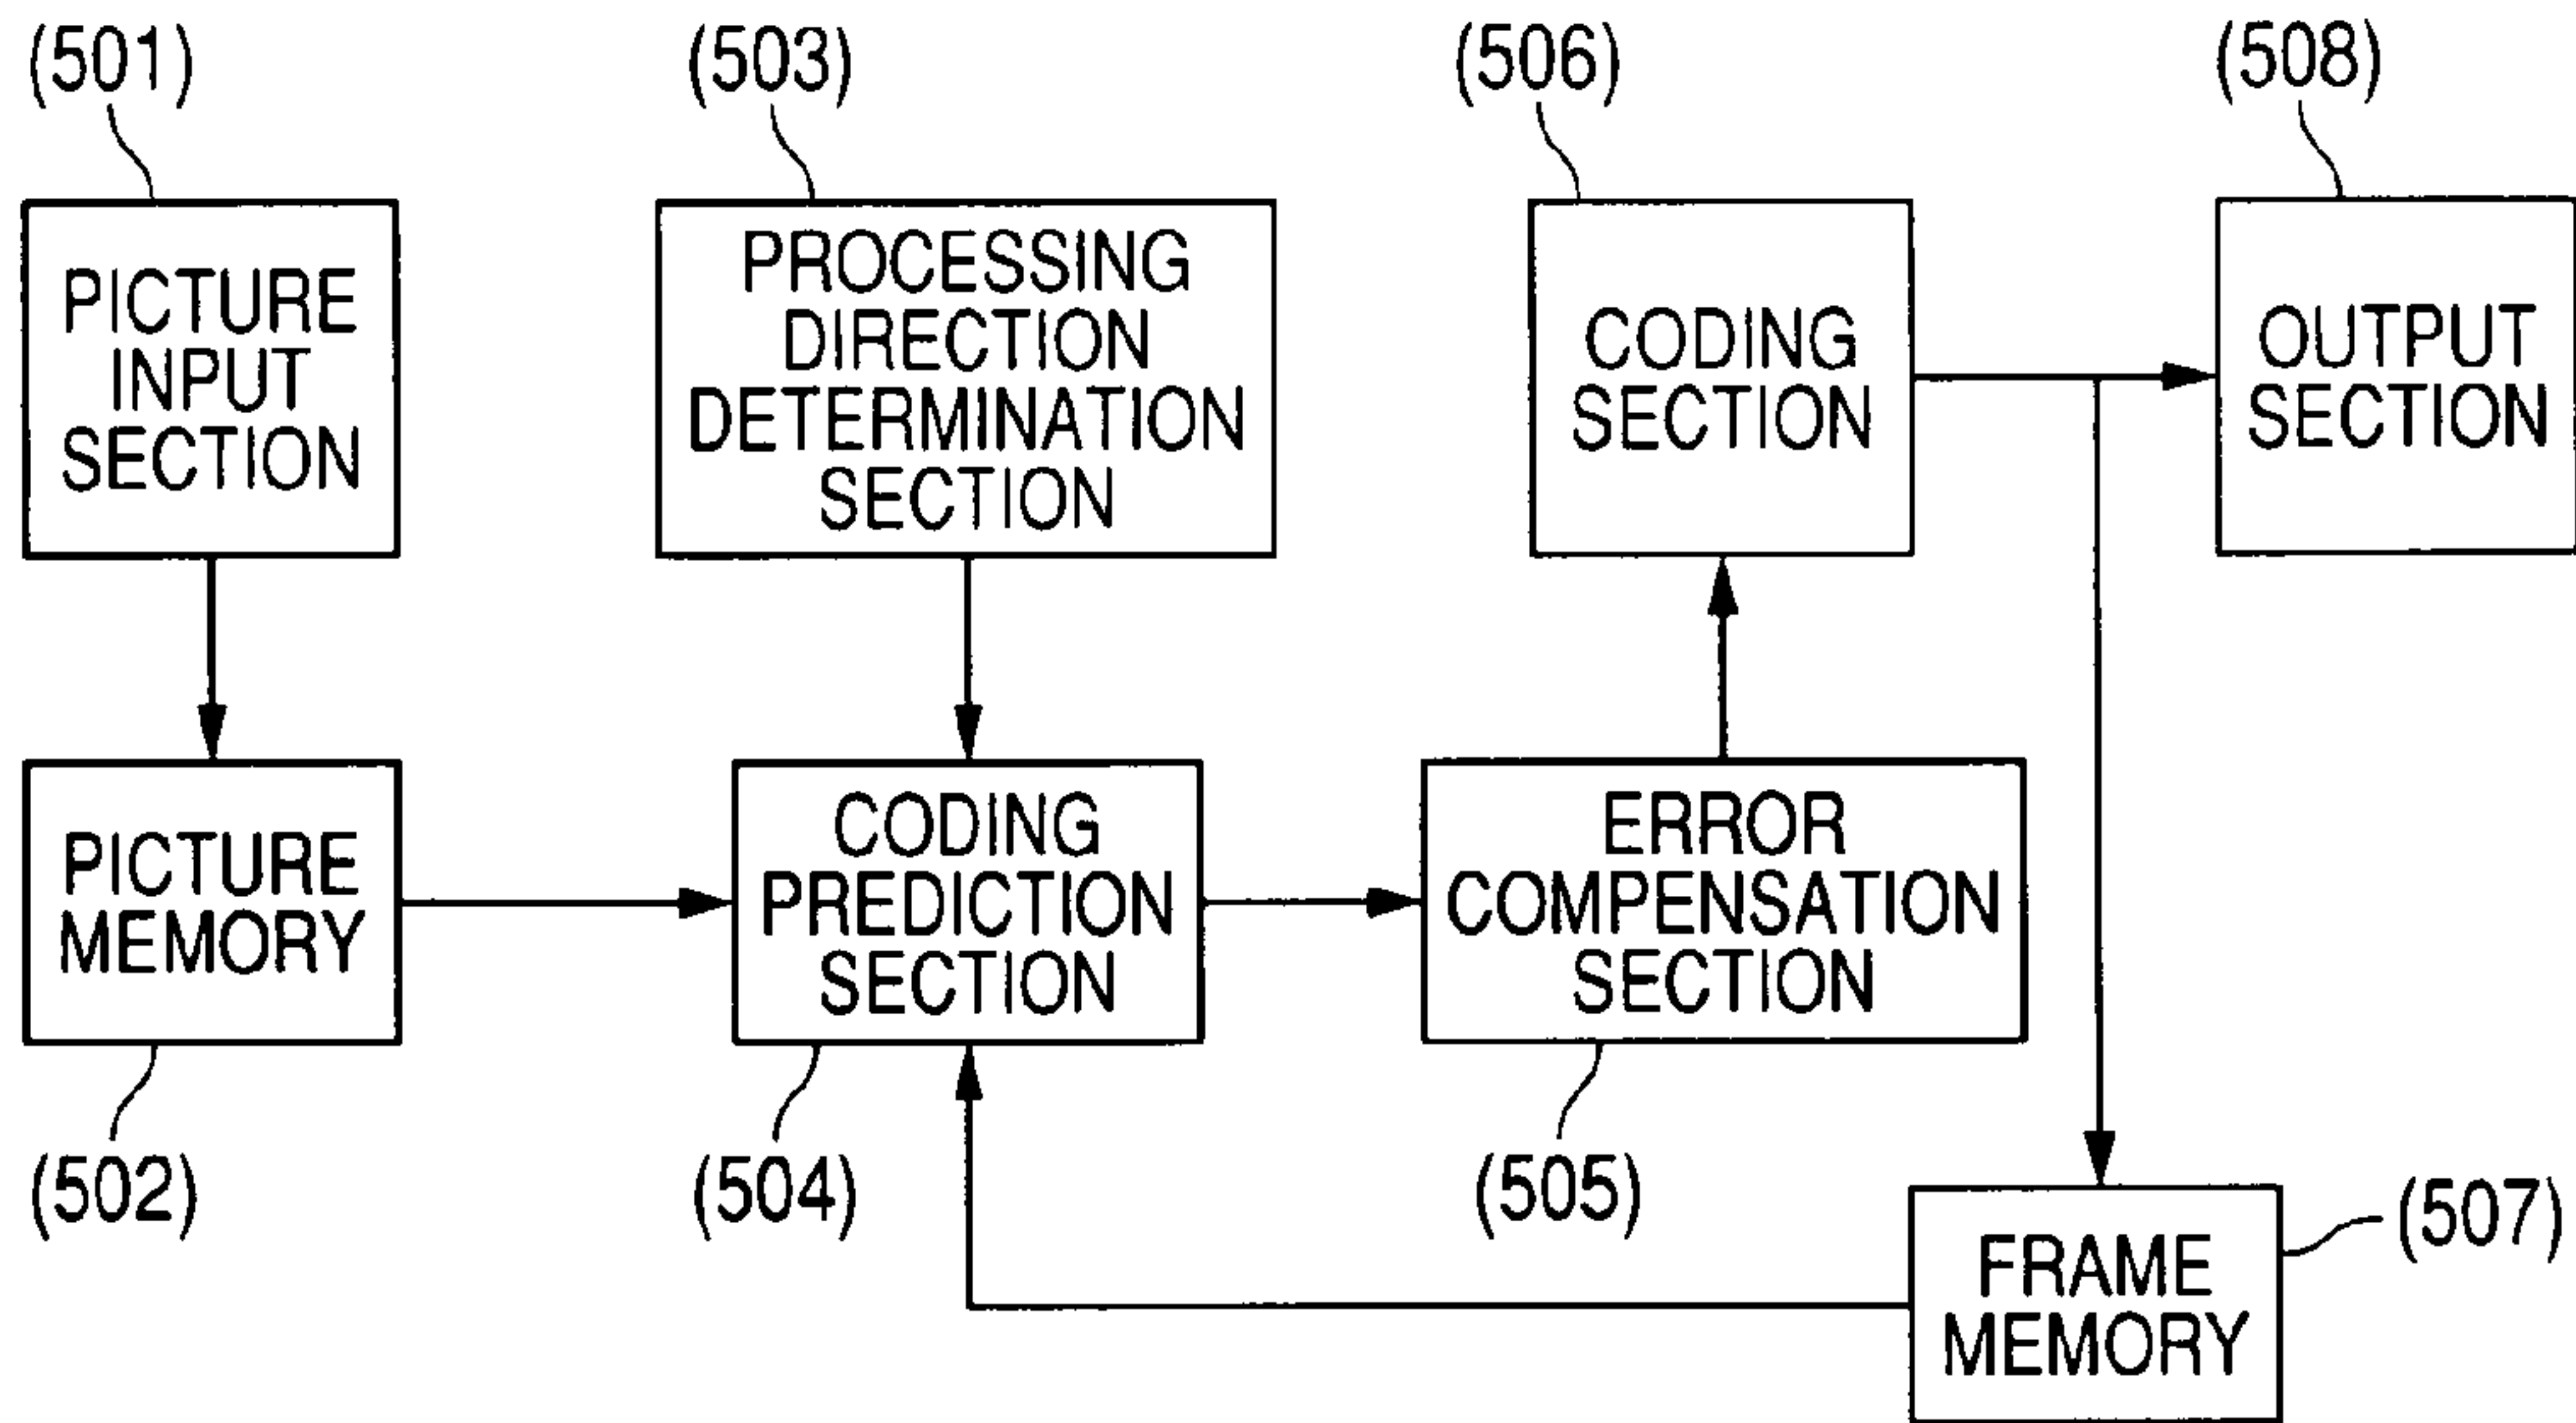 (501)
(503)
(506)
(508)
PICTURE
INPUT
SECTION
PROCESSING
DIRECTION
DETERMINATION
SECTION
CODING
SECTION
OUTPUT
SECTION
PICTURE
MEMORY
CODING
PREDICTION
SECTION
ERROR
COMPENSATION
SECTION
(502)
(504)
(505)
(507)
FRAME
MEMORY